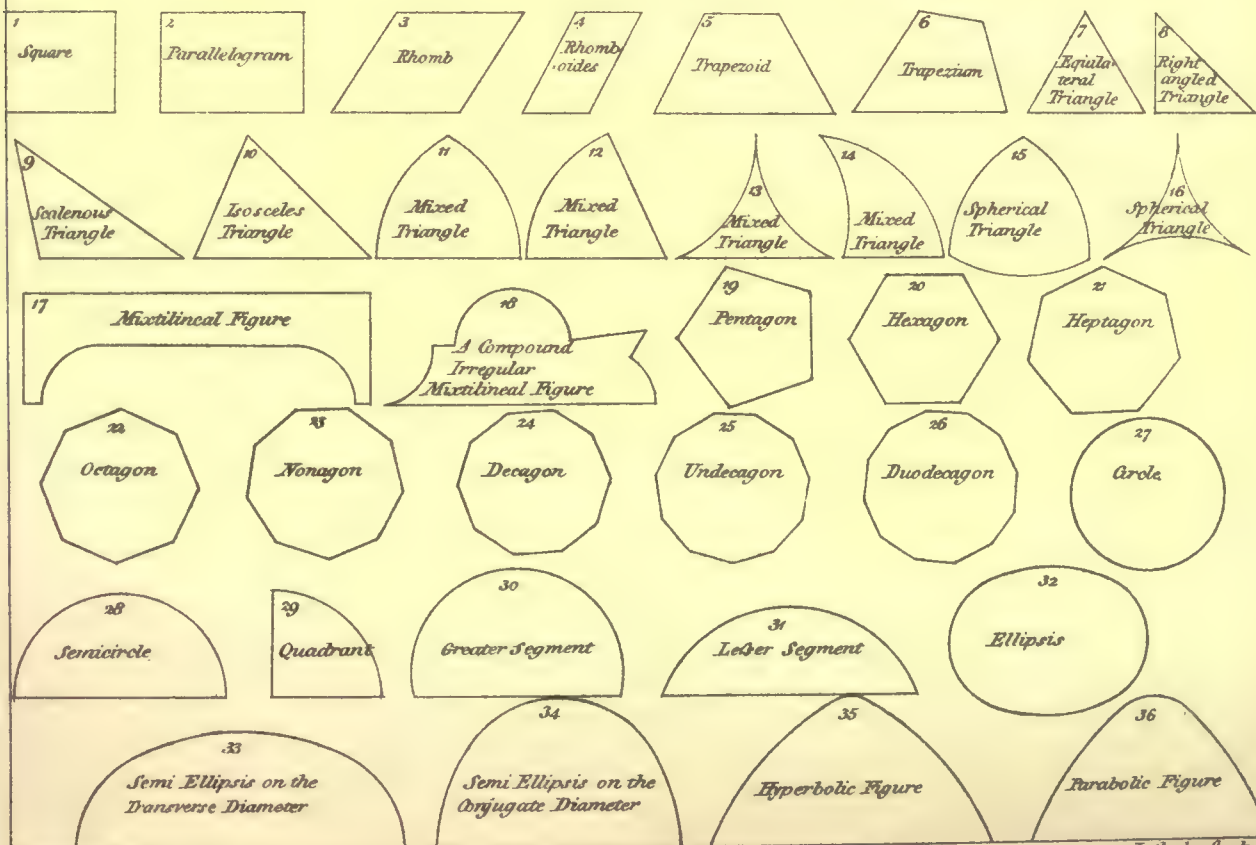 1
Square
2
Parallelogram
3
Rhomb
4
Rhomb
oides
5
Trapezoid
6
Trapezium
7
Equila-
teral
Triangle
8
Right
angled
Triangle
9
Scalenous
Triangle
10
Isosceles
Triangle
11
Mixed
Triangle
12
Mixed
Triangle
13
Mixed
Triangle
14
Mixed
Triangle
15
Spherical
Triangle
16
Spherical
Triangle
17
Mixtilineal Figure
18
A Compound
Irregular
Mixtilineal Figure
19
Pentagon
20
Hexagon
21
Heptagon
22
Octagon
23
Nonagon
24
Decagon
25
Undecagon
26
Duodecagon
27
Circle
28
Semicircle
29
Quadrant
30
Greater Segment
31
Leſser Segment
32
Ellipsis
33
Semi Ellipsis on the
Transverse Diameter
34
Semi Ellipsis on the
Conjugate Diameter
35
Hyperbolic Figure
36
Parabolic Figure